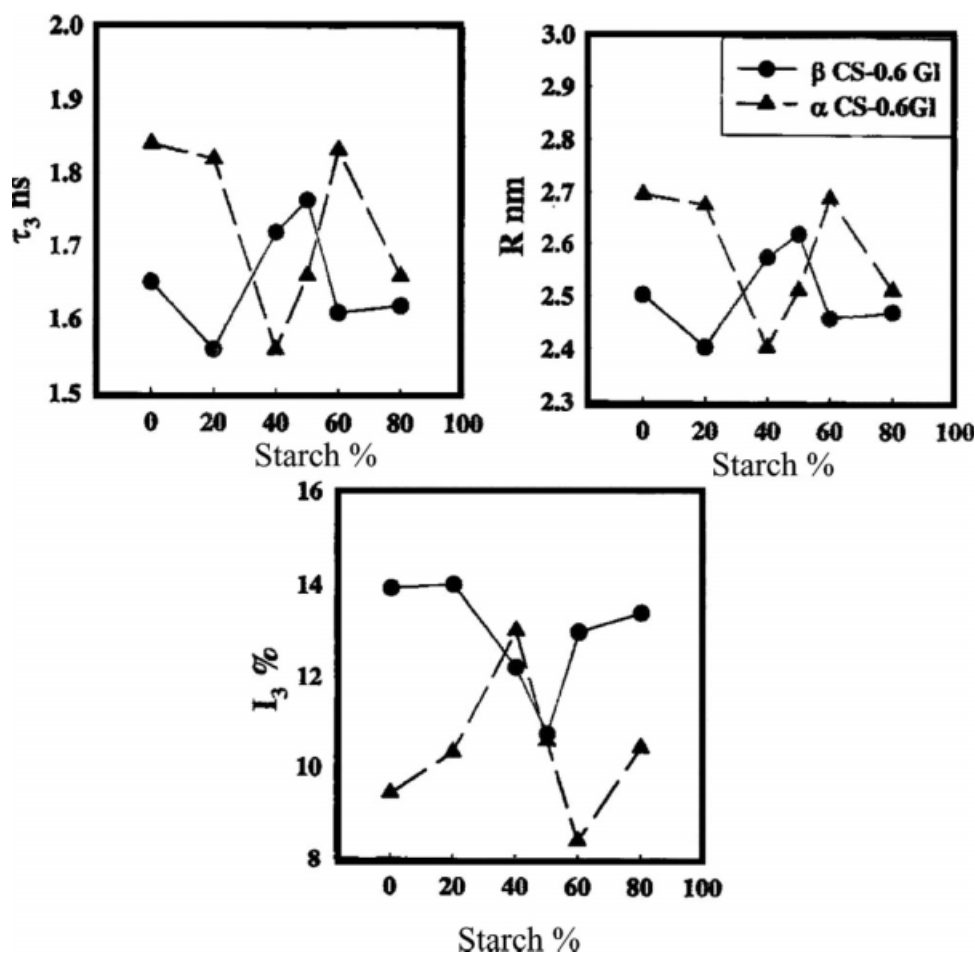 2.0
1.9
1.8
1.7
1.6
1.5
τ₃ ns
0 20 40 60 80 100
Starch %
3.0
2.9
2.8
2.7
2.6
2.5
2.4
2.3
R nm
β CS-0.6 Gl
α CS-0.6Gl
0 20 40 60 80 100
Starch %
16
14
12
10
8
I₃ %
0 20 40 60 80 100
Starch %